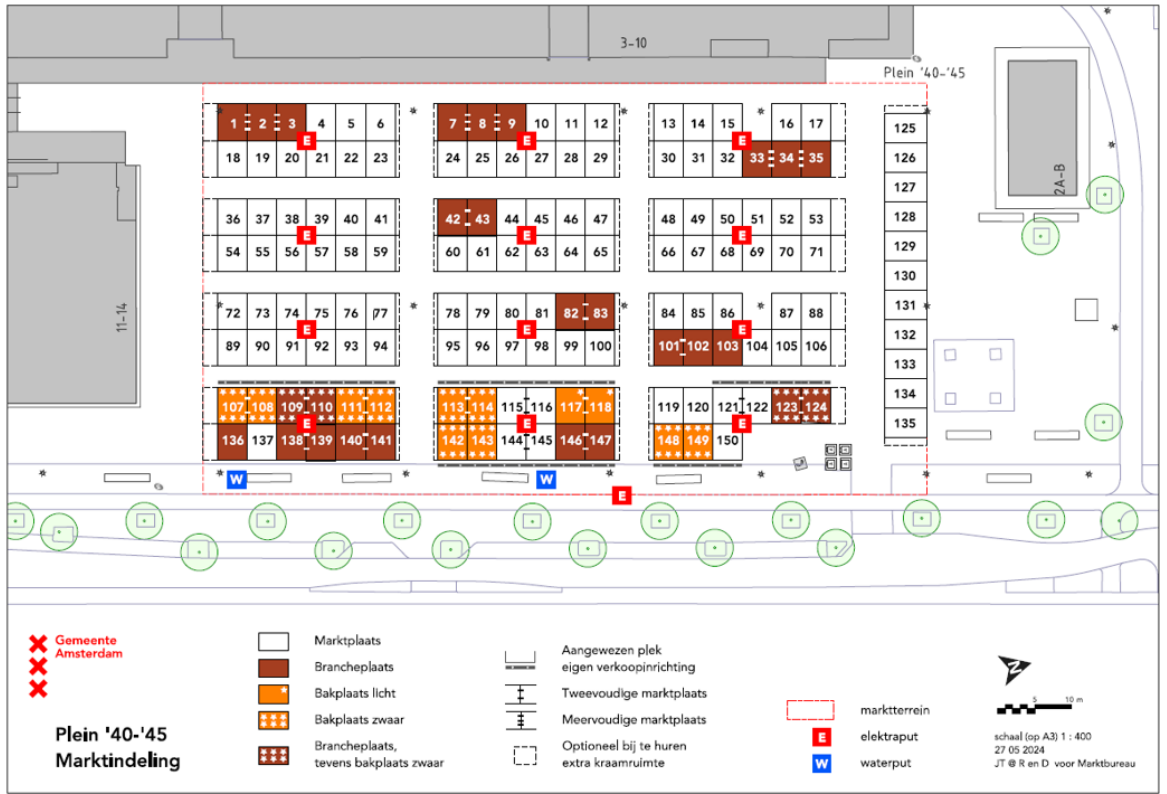 3-10
Plein '40-'45
2A-B
11-14
1 2 3 4 5 6
7 8 9 10 11 12
13 14 15 16 17
18 19 20 21 22 23
24 25 26 27 28 29
30 31 32 33 34 35
36 37 38 39 40 41
42 43 44 45 46 47
48 49 50 51 52 53
54 55 56 57 58 59
60 61 62 63 64 65
66 67 68 69 70 71
72 73 74 75 76 77
78 79 80 81 82 83
84 85 86 87 88
89 90 91 92 93 94
95 96 97 98 99 100
101 102 103 104 105 106
107 108 109 110 111 112
113 114 115 116 117 118
119 120 121 122 123 124
136 137 138 139 140 141
142 143 144 145 146 147
148 149 150
125
126
127
128
129
130
131
132
133
134
135
E E E
E E E
E E E
E E E
W W
E
Gemeente
Amsterdam
Plein '40-'45
Marktindeling
Marktplaats
Brancheplaats
Bakplaats licht
Bakplaats zwaar
Brancheplaats,
tevens bakplaats zwaar
Aangewezen plek
eigen verkoopinrichting
Tweevoudige marktplaats
Meervoudige marktplaats
Optioneel bij te huren
extra kraamruimte
marktterrein
E elektraput
W waterput
N
5 10 m
schaal (op A3) 1 : 400
27 05 2024
JT @ R en D voor Marktbureau